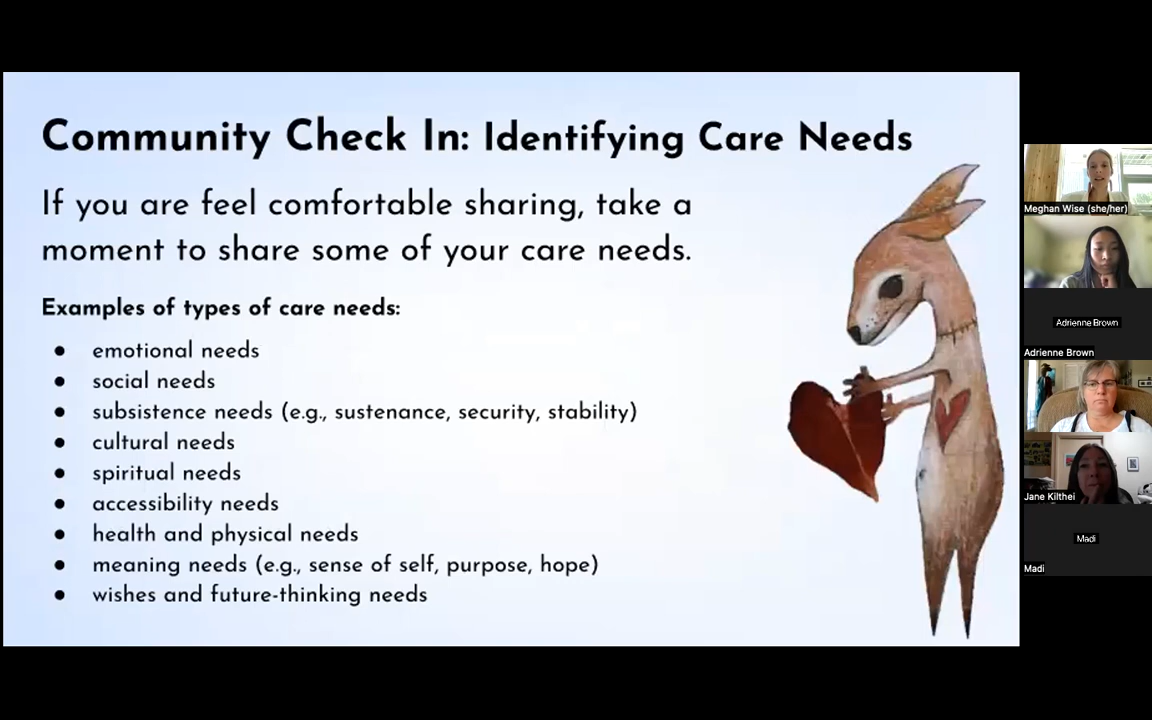 Community Check In: Identifying Care Needs
If you are feel comfortable sharing, take a
moment to share some of your care needs.
Examples of types of care needs:
● emotional needs
● social needs
● subsistence needs (e.g., sustenance, security, stability)
● cultural needs
● spiritual needs
● accessibility needs
● health and physical needs
● meaning needs (e.g., sense of self, purpose, hope)
● wishes and future-thinking needs
Meghan Wise (she/her)
Adrienne Brown
Adrienne Brown
Jane Kilthei
Madi
Madi